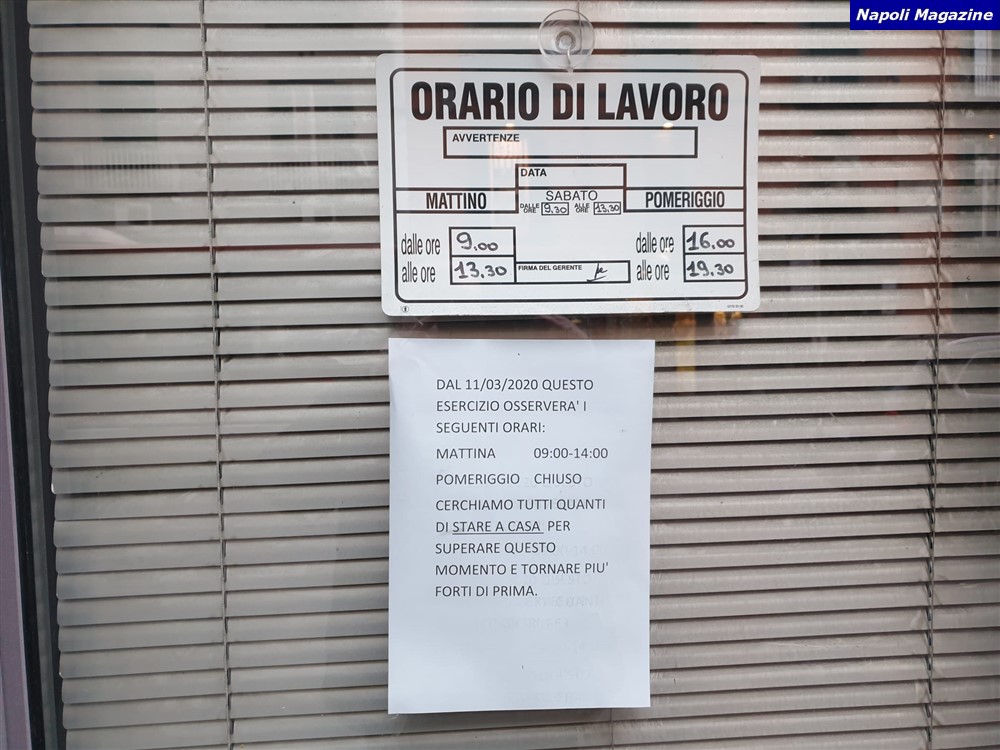 Napoli Magazine
ORARIO DI LAVORO
AVVERTENZE
DATA
MATTINO
SABATO
DALLE ORE 9,30 ALLE ORE 13,30
POMERIGGIO
dalle ore 9,00
alle ore 13,30
FIRMA DEL GERENTE
dalle ore 16,00
alle ore 19,30
DAL 11/03/2020 QUESTO
ESERCIZIO OSSERVERA' I
SEGUENTI ORARI:
MATTINA 09:00-14:00
POMERIGGIO CHIUSO
CERCHIAMO TUTTI QUANTI
DI STARE A CASA PER
SUPERARE QUESTO
MOMENTO E TORNARE PIU'
FORTI DI PRIMA.